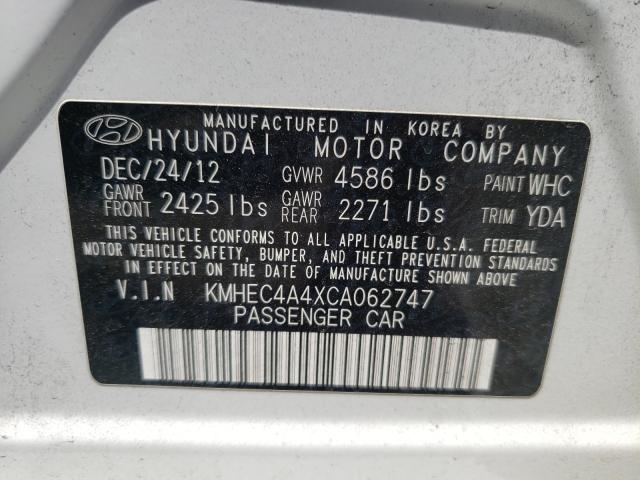 MANUFACTURED IN KOREA BY
HYUNDAI MOTOR COMPANY
DEC/24/12 GVWR 4586 lbs PAINT WHC
GAWR FRONT 2425 lbs GAWR REAR 2271 lbs TRIM YDA
THIS VEHICLE CONFORMS TO ALL APPLICABLE U.S.A. FEDERAL
MOTOR VEHICLE SAFETY, BUMPER, AND THEFT PREVENTION STANDARDS
IN EFFECT ON THE DATE OF MANUFACTURE SHOWN ABOVE.
V.I.N KMHEC4A4XCA062747
PASSENGER CAR